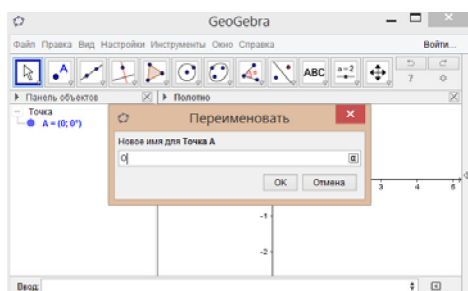 GeoGebra
Файл Правка Вид Настройки Инструменты Окно Справка
Войти...
A
ABC
a=2
?
Панель объектов
Полотно
Точка
A = (0; 0°)
Переименовать
Новое имя для Точка A
O
α
OK
Отмена
3 4 5
-1
-2
Ввод: